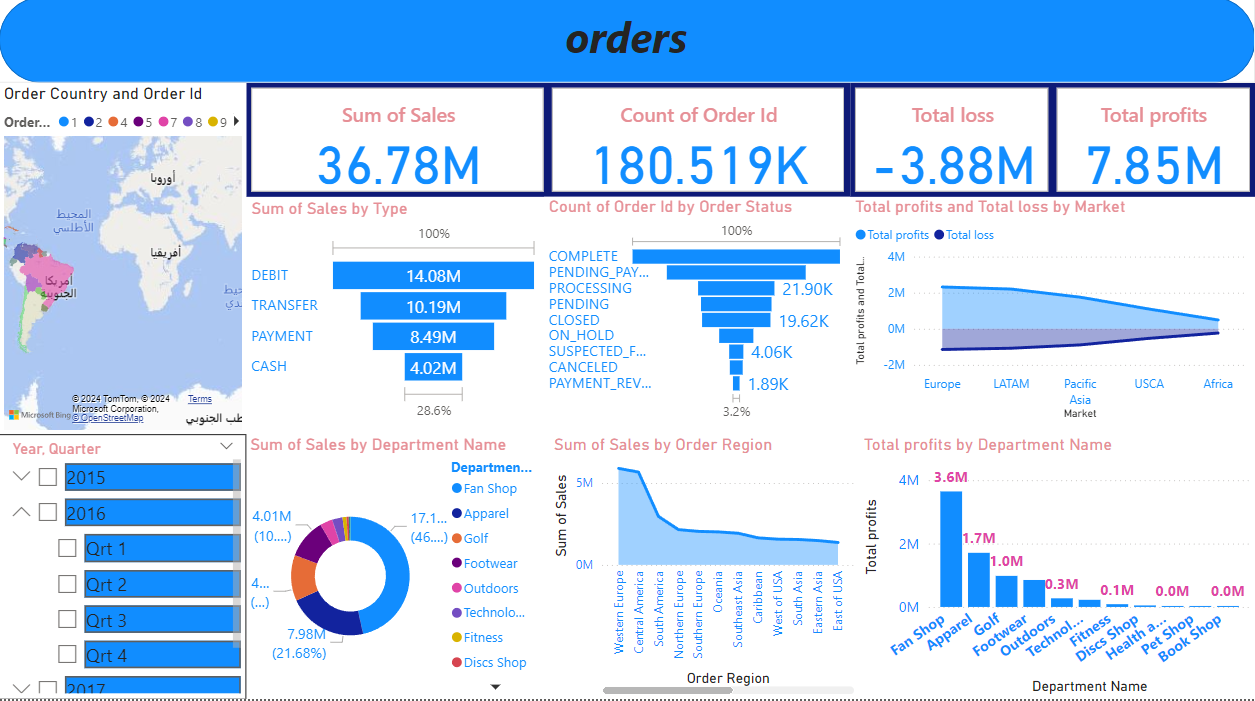 orders
Order Country and Order Id
Order... 1 2 4 5 7 8 9
أوروبا
المحيط
الأطلسي
أفريقيا
أمريكا
الجنوبية
© 2024 TomTom, © 2024
Microsoft Corporation,
© OpenStreetMap
Terms
Microsoft Bing
Sum of Sales
36.78M
Count of Order Id
180.519K
Total loss
-3.88M
Total profits
7.85M
Sum of Sales by Type
100%
DEBIT 14.08M
TRANSFER 10.19M
PAYMENT 8.49M
CASH 4.02M
28.6%
Count of Order Id by Order Status
100%
COMPLETE
PENDING_PAY...
PROCESSING 21.90K
PENDING
CLOSED 19.62K
ON_HOLD
SUSPECTED_F... 4.06K
CANCELED
PAYMENT_REV... 1.89K
3.2%
Total profits and Total loss by Market
Total profits Total loss
Total profits and Total...
4M
2M
0M
-2M
Europe LATAM Pacific Asia USCA Africa
Market
Year, Quarter
2015
2016
Qrt 1
Qrt 2
Qrt 3
Qrt 4
2017
Sum of Sales by Department Name
4.01M
(10....)
17.1...
(46....)
4...
(...)
7.98M
(21.68%)
Departmen...
Fan Shop
Apparel
Golf
Footwear
Outdoors
Technolo...
Fitness
Discs Shop
Sum of Sales by Order Region
Sum of Sales
5M
0M
Western Europe
Central America
South America
Northern Europe
Southern Europe
Oceania
Southeast Asia
Caribbean
West of USA
South Asia
Eastern Asia
East of USA
Order Region
Total profits by Department Name
Total profits
4M
2M
0M
3.6M
1.7M
1.0M
0.3M
0.1M
0.0M
0.0M
Fan Shop
Apparel
Golf
Footwear
Outdoors
Technol...
Fitness
Discs Shop
Health a...
Pet Shop
Book Shop
Department Name